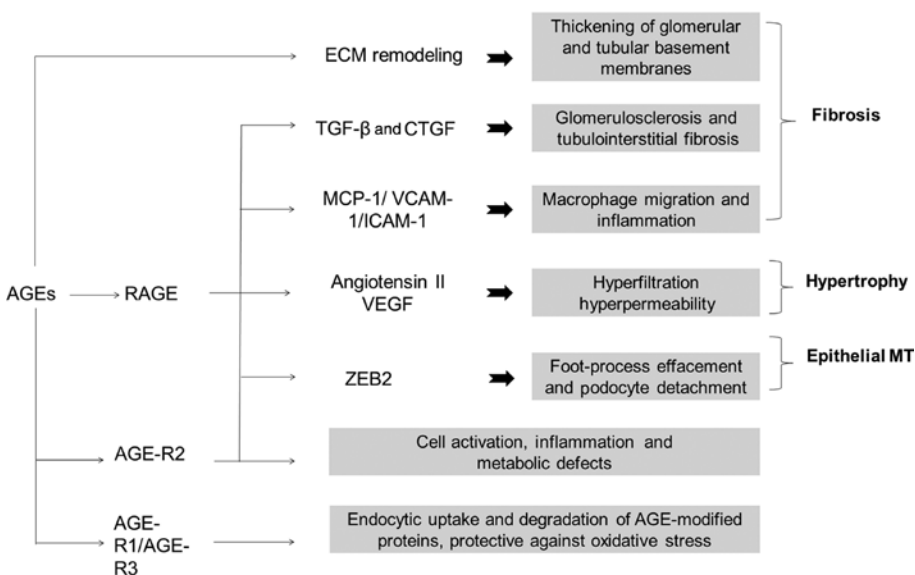 ECM remodeling
Thickening of glomerular
and tubular basement
membranes
Fibrosis
TGF-β and CTGF
Glomerulosclerosis and
tubulointerstitial fibrosis
MCP-1/ VCAM-
1/ICAM-1
Macrophage migration and
inflammation
AGEs
RAGE
Angiotensin II
VEGF
Hyperfiltration
hyperpermeability
Hypertrophy
ZEB2
Foot-process effacement
and podocyte detachment
Epithelial MT
AGE-R2
Cell activation, inflammation and
metabolic defects
AGE-
R1/AGE-
R3
Endocytic uptake and degradation of AGE-modified
proteins, protective against oxidative stress